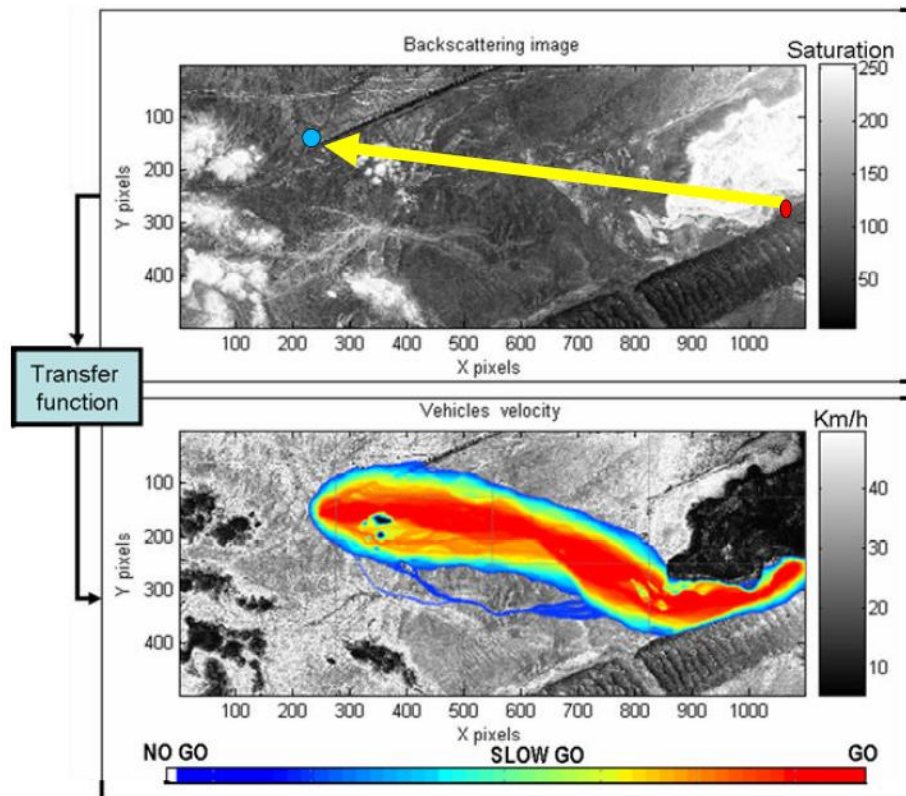 Backscattering image
Saturation
250
200
150
100
50
100
200
300
400
Y pixels
100 200 300 400 500 600 700 800 900 1000
X pixels
Transfer
function
Vehicles velocity
Km/h
40
30
20
10
100
200
300
400
Y pixels
100 200 300 400 500 600 700 800 900 1000
X pixels
NO GO SLOW GO GO